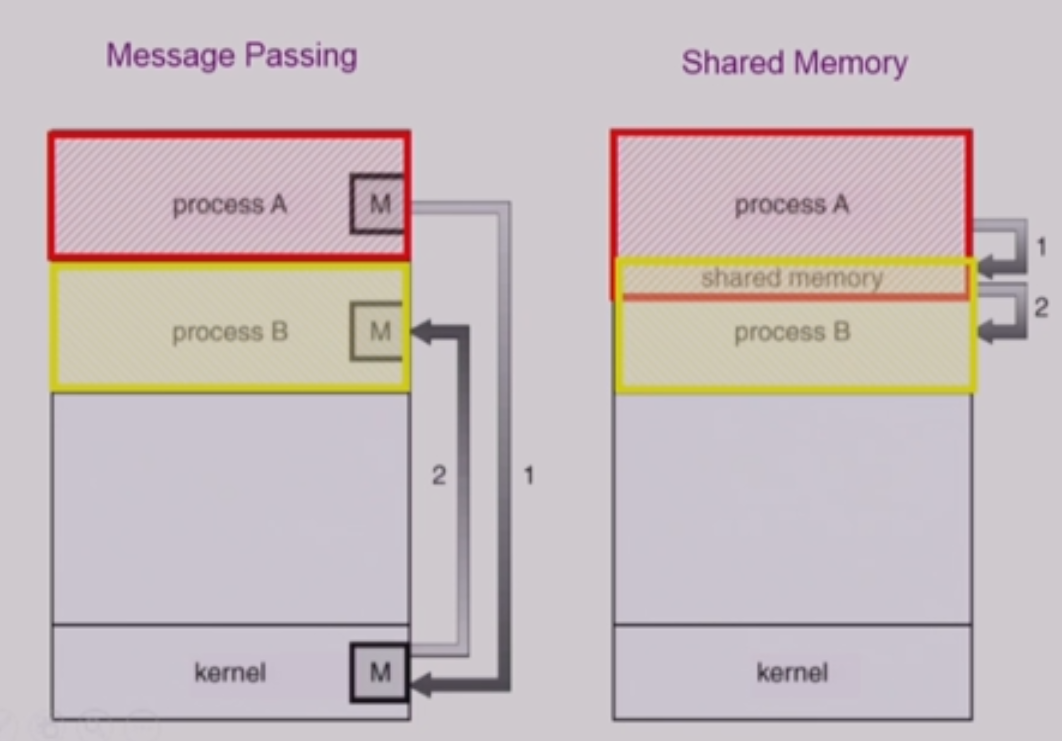 Message Passing
process A
M
process B
M
2
1
kernel
M
Shared Memory
process A
1
shared memory
2
process B
kernel